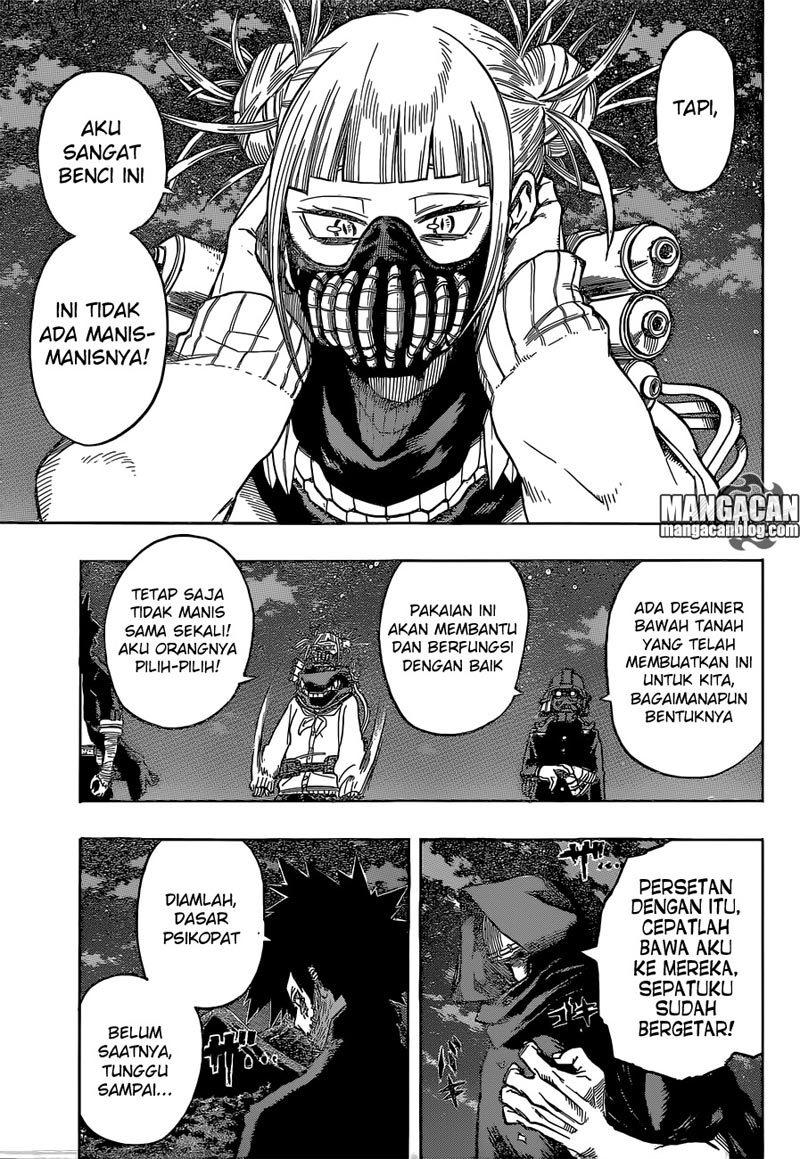 TAPI,
AKU
SANGAT
BENCI INI
INI TIDAK
ADA MANIS-
MANISNYA!
MANGACAN
mangacanblog.com
ADA DESAINER
BAWAH TANAH
YANG TELAH
MEMBUATKAN INI
UNTUK KITA,
BAGAIMANAPUN
BENTUKNYA
PAKAIAN INI
AKAN MEMBANTU
DAN BERFUNGSI
DENGAN BAIK
TETAP SAJA
TIDAK MANIS
SAMA SEKALI!
AKU ORANGNYA
PILIH-PILIH!
PERSETAN
DENGAN ITU,
CEPATLAH
BAWA AKU
KE MEREKA,
SEPATUKU
SUDAH
BERGETAR!
DIAMLAH,
DASAR
PSIKOPAT
BELUM
SAATNYA,
TUNGGU
SAMPAI...